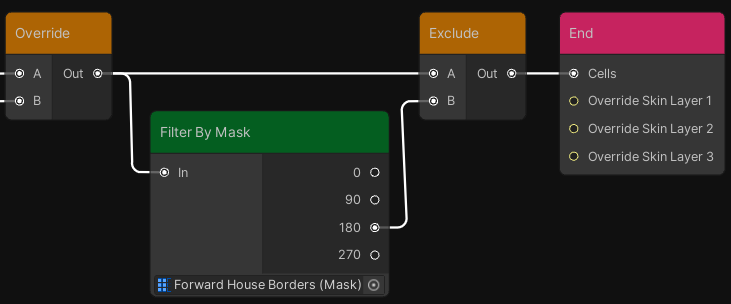 Override
A Out
B
Filter By Mask
In 0
90
180
270
Forward House Borders (Mask)
Exclude
A Out
B
End
Cells
Override Skin Layer 1
Override Skin Layer 2
Override Skin Layer 3